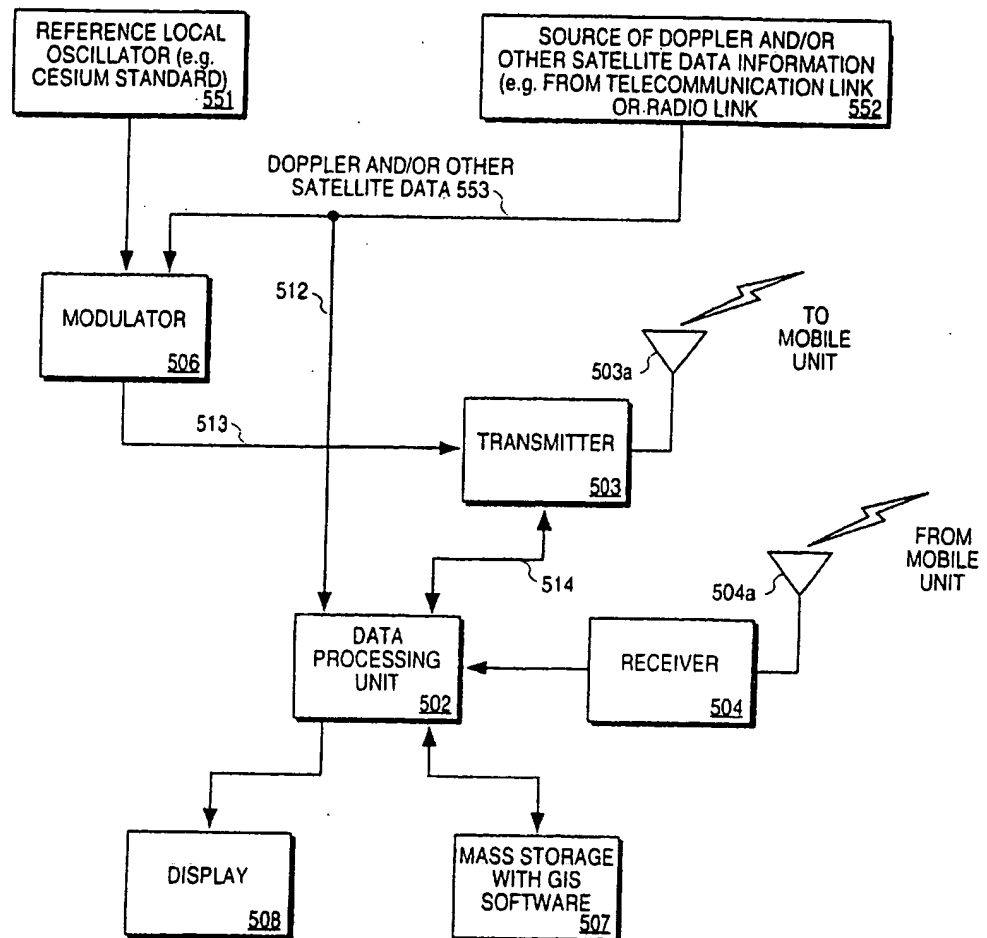 REFERENCE LOCAL
OSCILLATOR (e.g.
CESIUM STANDARD)
551
SOURCE OF DOPPLER AND/OR
OTHER SATELLITE DATA INFORMATION
(e.g. FROM TELECOMMUNICATION LINK
OR RADIO LINK
552
DOPPLER AND/OR OTHER
SATELLITE DATA 553
MODULATOR
506
512
TO
MOBILE
UNIT
503a
513
TRANSMITTER
503
FROM
MOBILE
UNIT
514
504a
DATA
PROCESSING
UNIT
502
RECEIVER
504
DISPLAY
508
MASS STORAGE
WITH GIS
SOFTWARE
507